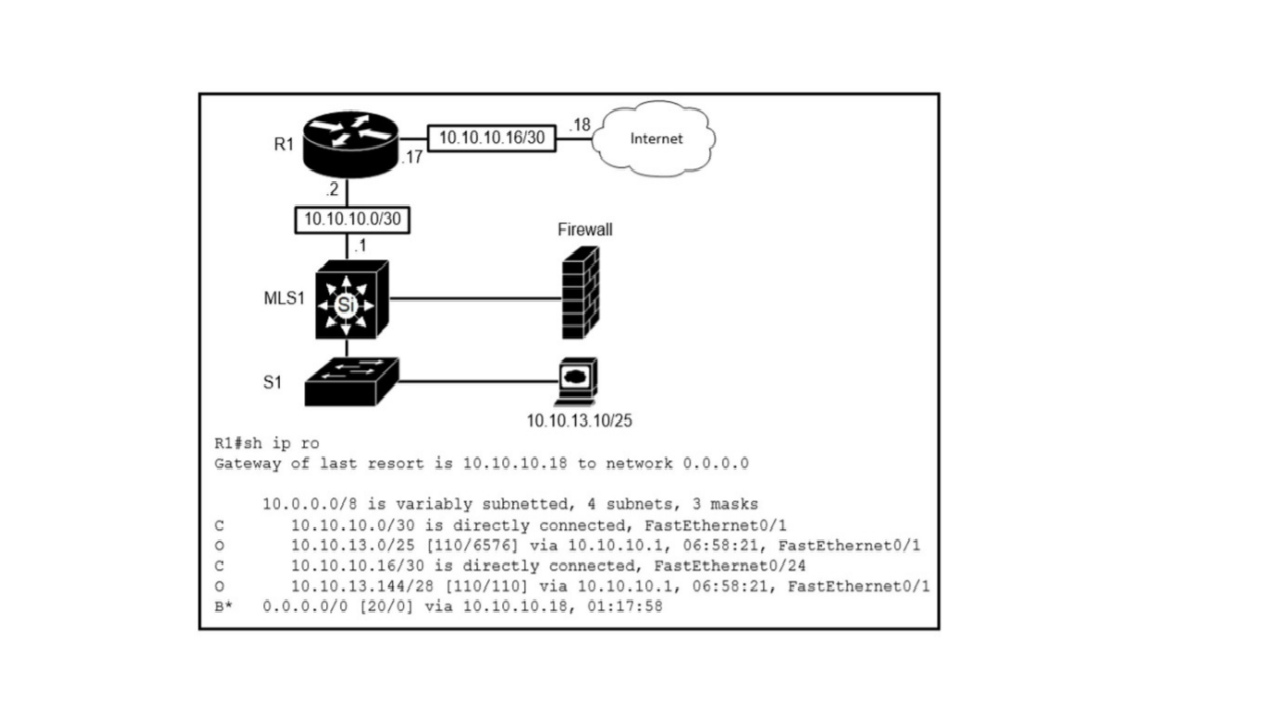 R1
.17
10.10.10.16/30
.18
Internet
.2
10.10.10.0/30
.1
Firewall
MLS1
Si
S1
10.10.13.10/25
R1#sh ip ro
Gateway of last resort is 10.10.10.18 to network 0.0.0.0
10.0.0.0/8 is variably subnetted, 4 subnets, 3 masks
C 10.10.10.0/30 is directly connected, FastEthernet0/1
O 10.10.13.0/25 [110/6576] via 10.10.10.1, 06:58:21, FastEthernet0/1
C 10.10.10.16/30 is directly connected, FastEthernet0/24
O 10.10.13.144/28 [110/110] via 10.10.10.1, 06:58:21, FastEthernet0/1
B* 0.0.0.0/0 [20/0] via 10.10.10.18, 01:17:58